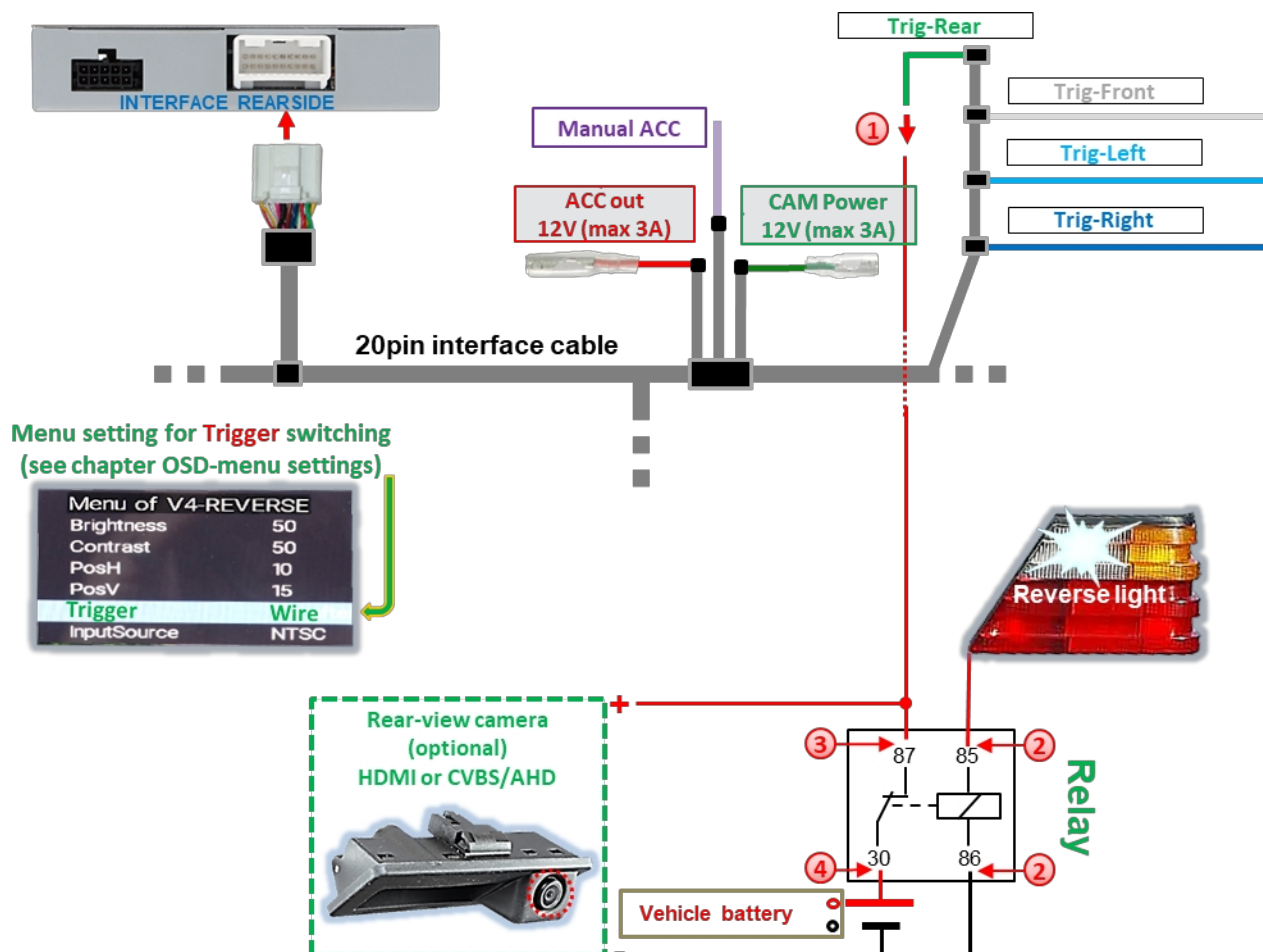 Trig-Rear
Trig-Front
Trig-Left
Trig-Right
INTERFACE REARSIDE
Manual ACC
1
ACC out
12V (max 3A)
CAM Power
12V (max 3A)
20pin interface cable
Menu setting for Trigger switching
(see chapter OSD-menu settings)
Menu of V4-REVERSE
Brightness 50
Contrast 50
PosH 10
PosV 15
Trigger Wire
InputSource NTSC
Reverse light
+
Rear-view camera
(optional)
HDMI or CVBS/AHD
3
87
85
2
Relay
30
86
4
2
Vehicle battery